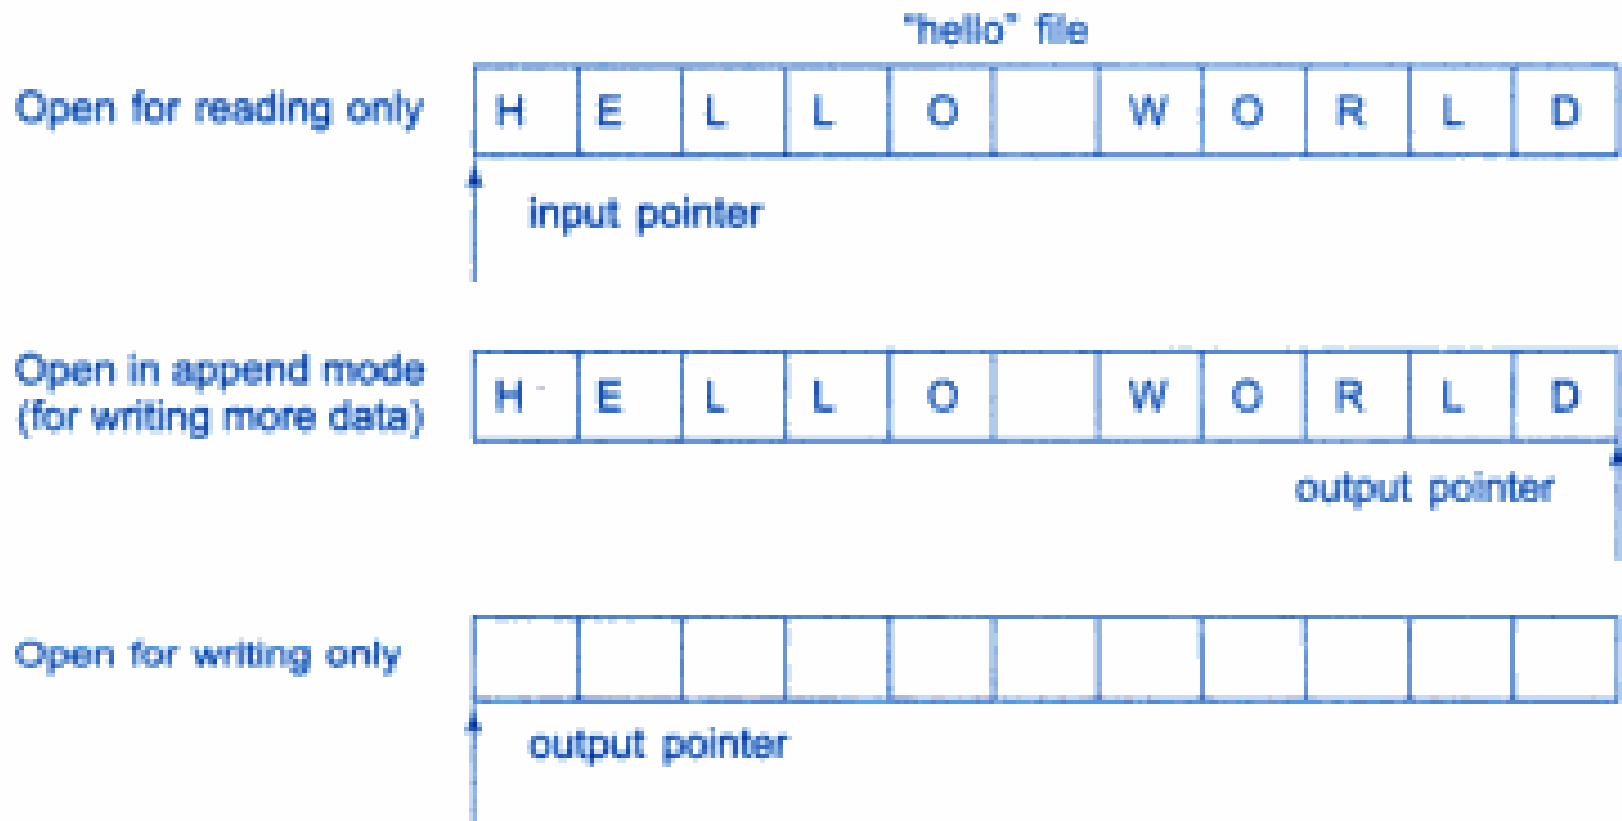 "hello" file
Open for reading only H E L L O W O R L D
input pointer
Open in append mode
(for writing more data)
H E L L O W O R L D
output pointer
Open for writing only
output pointer